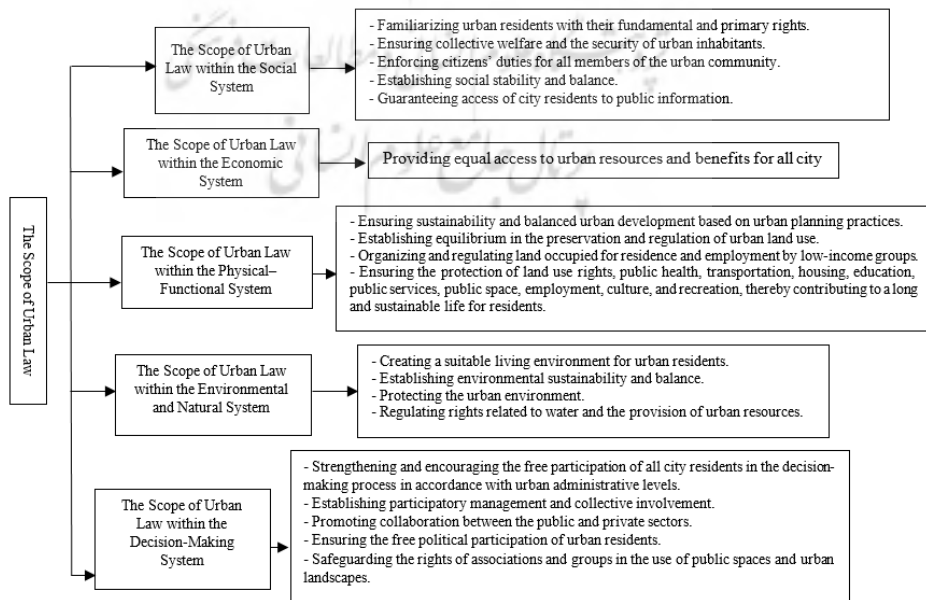 The Scope of Urban Law
The Scope of Urban
Law within the Social
System
- Familiarizing urban residents with their fundamental and primary rights.
- Ensuring collective welfare and the security of urban inhabitants.
- Enforcing citizens' duties for all members of the urban community.
- Establishing social stability and balance.
- Guaranteeing access of city residents to public information.
The Scope of Urban Law
within the Economic
System
Providing equal access to urban resources and benefits for all city
The Scope of Urban Law
within the Physical–
Functional System
- Ensuring sustainability and balanced urban development based on urban planning practices.
- Establishing equilibrium in the preservation and regulation of urban land use.
- Organizing and regulating land occupied for residence and employment by low-income groups.
- Ensuring the protection of land use rights, public health, transportation, housing, education,
public services, public space, employment, culture, and recreation, thereby contributing to a long
and sustainable life for residents.
The Scope of Urban Law
within the Environmental
and Natural System
- Creating a suitable living environment for urban residents.
- Establishing environmental sustainability and balance.
- Protecting the urban environment.
- Regulating rights related to water and the provision of urban resources.
The Scope of Urban
Law within the
Decision-Making
System
- Strengthening and encouraging the free participation of all city residents in the decision-
making process in accordance with urban administrative levels.
- Establishing participatory management and collective involvement.
- Promoting collaboration between the public and private sectors.
- Ensuring the free political participation of urban residents.
- Safeguarding the rights of associations and groups in the use of public spaces and urban
landscapes.
پرتال جامع علوم انسانی